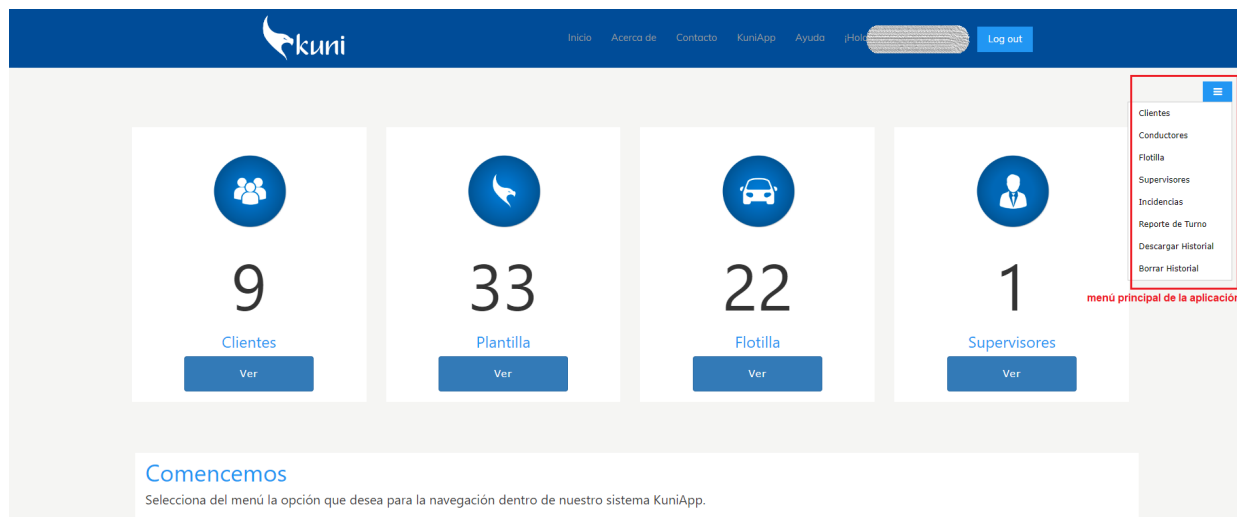 kuni
Inicio Acerca de Contacto KuniApp Ayuda ¡Hola Log out
Clientes
Conductores
Flotilla
Supervisores
Incidencias
Reporte de Turno
Descargar Historial
Borrar Historial
menú principal de la aplicación
9 33 22 1
Clientes Plantilla Flotilla Supervisores
Ver Ver Ver Ver
Comencemos
Selecciona del menú la opción que desea para la navegación dentro de nuestro sistema KuniApp.